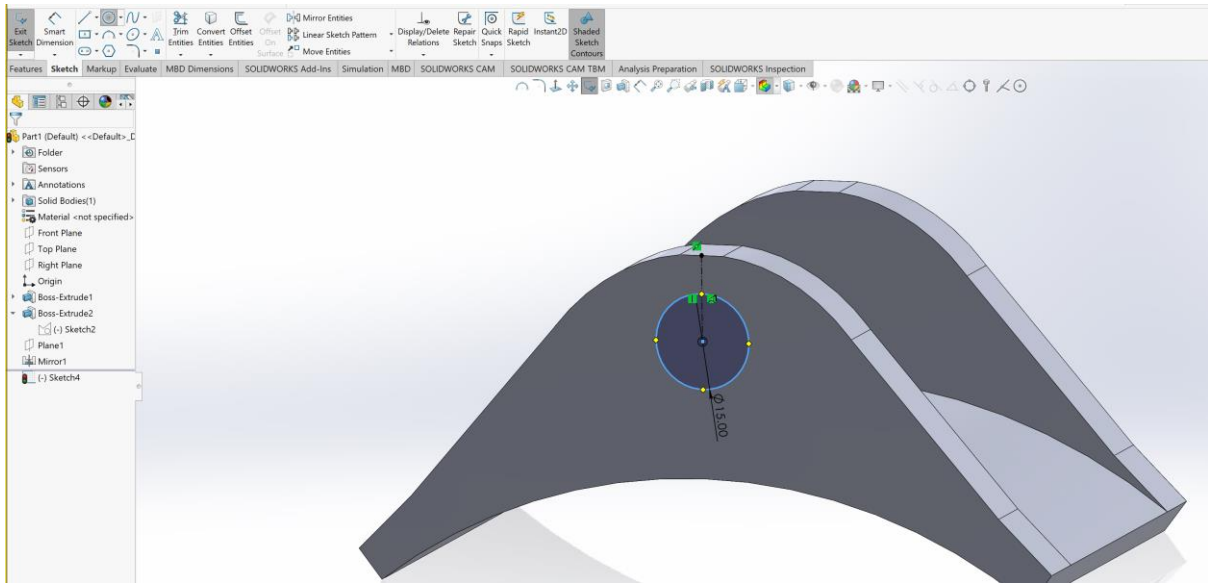 Exit Sketch
Smart Dimension
Trim Entities
Convert Entities
Offset Entities
Offset On Surface
Mirror Entities
Linear Sketch Pattern
Move Entities
Display/Delete Relations
Repair Sketch
Quick Snaps
Rapid Sketch
Instant2D
Shaded Sketch Contours
Features Sketch Markup Evaluate MBD Dimensions SOLIDWORKS Add-Ins Simulation MBD SOLIDWORKS CAM SOLIDWORKS CAM TBM Analysis Preparation SOLIDWORKS Inspection
Part1 (Default) <<Default>_D
Folder
Sensors
Annotations
Solid Bodies(1)
Material <not specified>
Front Plane
Top Plane
Right Plane
Origin
Boss-Extrude1
Boss-Extrude2
(-) Sketch2
Plane1
Mirror1
(-) Sketch4
Ø15.00